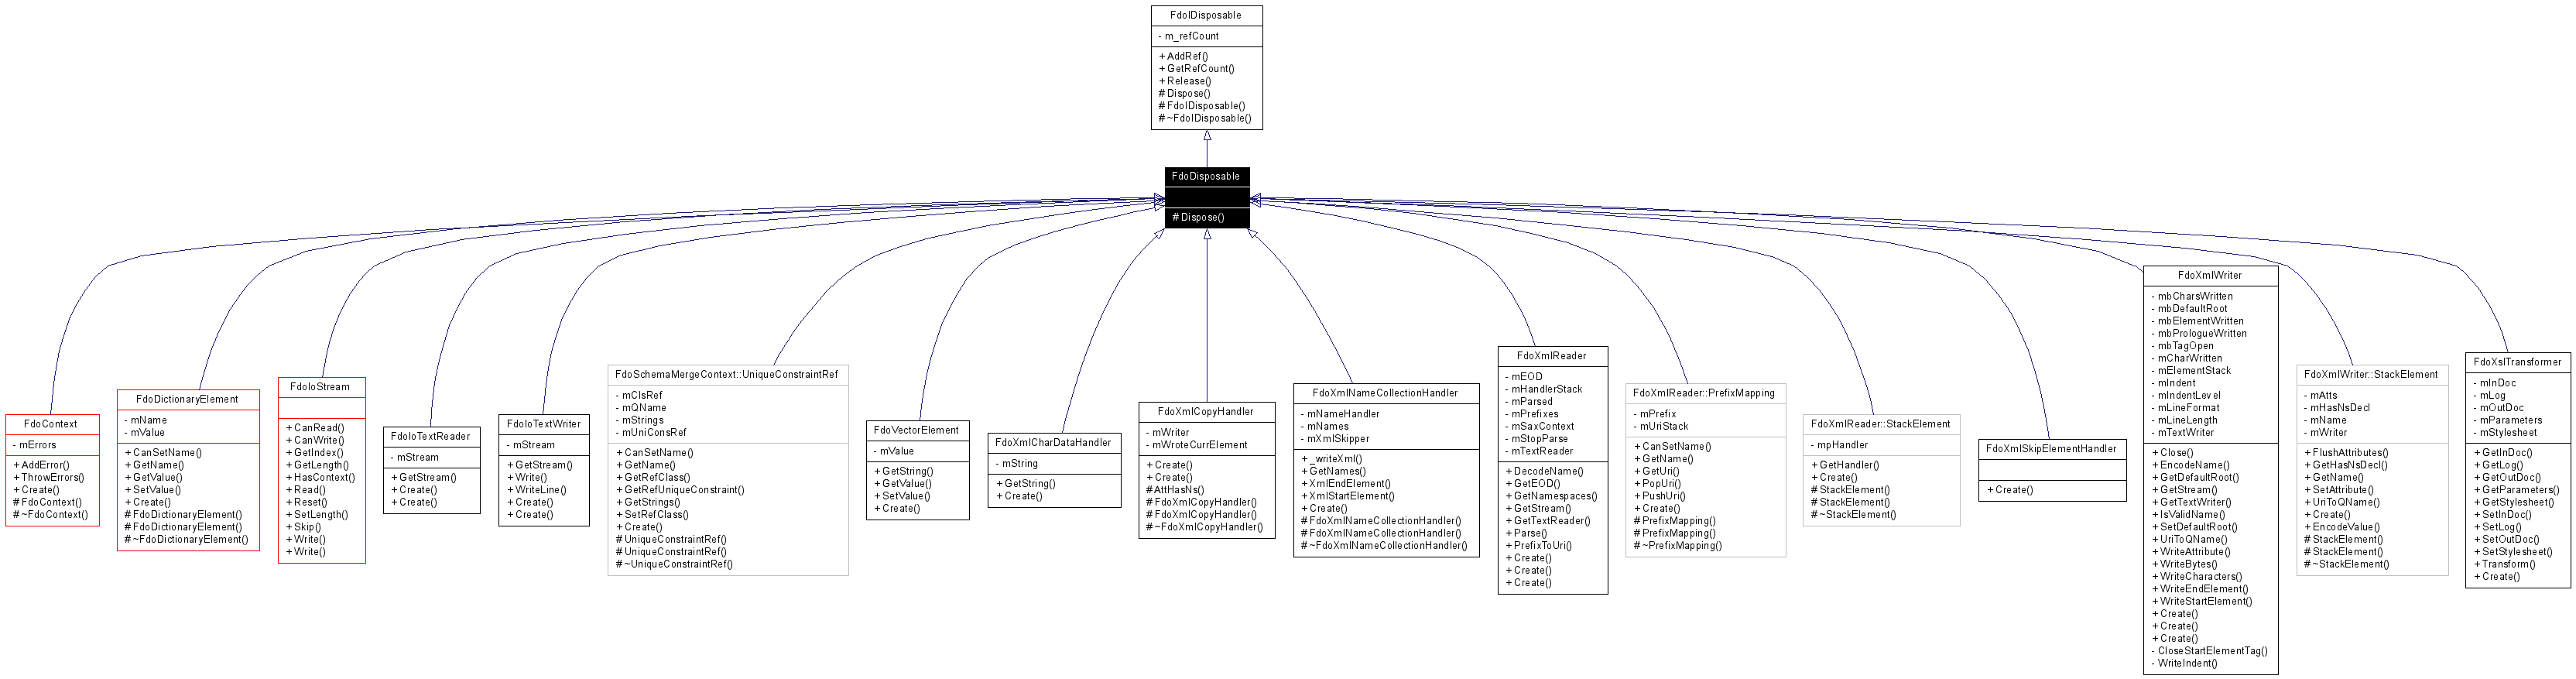 FdoIDisposable
- m_refCount
+ AddRef()
+ GetRefCount()
+ Release()
# Dispose()
# FdoIDisposable()
# ~FdoIDisposable()
FdoDisposable
# Dispose()
FdoContext
- mErrors
+ AddError()
+ ThrowErrors()
+ Create()
# FdoContext()
# ~FdoContext()
FdoDictionaryElement
- mName
- mValue
+ CanSetName()
+ GetName()
+ GetValue()
+ SetValue()
+ Create()
# FdoDictionaryElement()
# FdoDictionaryElement()
# ~FdoDictionaryElement()
FdoIoStream
+ CanRead()
+ CanWrite()
+ GetIndex()
+ GetLength()
+ HasContext()
+ Read()
+ Reset()
+ SetLength()
+ Skip()
+ Write()
+ Write()
FdoIoTextReader
- mStream
+ GetStream()
+ Create()
+ Create()
FdoIoTextWriter
- mStream
+ GetStream()
+ Write()
+ WriteLine()
+ Create()
+ Create()
FdoSchemaMergeContext::UniqueConstraintRef
- mClsRef
- mQName
- mStrings
- mUniConsRef
+ CanSetName()
+ GetName()
+ GetRefClass()
+ GetRefUniqueConstraint()
+ GetStrings()
+ SetRefClass()
+ Create()
# UniqueConstraintRef()
# UniqueConstraintRef()
# ~UniqueConstraintRef()
FdoVectorElement
- mValue
+ GetString()
+ GetValue()
+ SetValue()
+ Create()
FdoXmlCharDataHandler
- mString
+ GetString()
+ Create()
FdoXmlCopyHandler
- mWriter
- mWroteCurrElement
+ Create()
+ Create()
# AttHasNs()
# FdoXmlCopyHandler()
# FdoXmlCopyHandler()
# ~FdoXmlCopyHandler()
FdoXmlNameCollectionHandler
- mNameHandler
- mNames
- mXmlSkipper
+ _writeXml()
+ GetNames()
+ XmlEndElement()
+ XmlStartElement()
+ Create()
# FdoXmlNameCollectionHandler()
# FdoXmlNameCollectionHandler()
# ~FdoXmlNameCollectionHandler()
FdoXmlReader
- mEOD
- mHandlerStack
- mParsed
- mPrefixes
- mSaxContext
- mStopParse
- mTextReader
+ DecodeName()
+ GetEOD()
+ GetNamespaces()
+ GetStream()
+ GetTextReader()
+ Parse()
+ PrefixToUri()
+ Create()
+ Create()
+ Create()
FdoXmlReader::PrefixMapping
- mPrefix
- mUriStack
+ CanSetName()
+ GetName()
+ GetUri()
+ PopUri()
+ PushUri()
+ Create()
# PrefixMapping()
# PrefixMapping()
# ~PrefixMapping()
FdoXmlReader::StackElement
- mpHandler
+ GetHandler()
+ Create()
# StackElement()
# StackElement()
# ~StackElement()
FdoXmlSkipElementHandler
+ Create()
FdoXmlWriter
- mbCharsWritten
- mbDefaultRoot
- mbElementWritten
- mbPrologueWritten
- mbTagOpen
- mCharWritten
- mElementStack
- mIndent
- mIndentLevel
- mLineFormat
- mLineLength
- mTextWriter
+ Close()
+ EncodeName()
+ GetDefaultRoot()
+ GetStream()
+ GetTextWriter()
+ IsValidName()
+ SetDefaultRoot()
+ UriToQName()
+ WriteAttribute()
+ WriteBytes()
+ WriteCharacters()
+ WriteEndElement()
+ WriteStartElement()
+ Create()
+ Create()
+ Create()
- CloseStartElementTag()
- WriteIndent()
FdoXmlWriter::StackElement
- mAtts
- mHasNsDecl
- mName
- mWriter
+ FlushAttributes()
+ GetHasNsDecl()
+ GetName()
+ SetAttribute()
+ UriToQName()
+ Create()
+ EncodeValue()
# StackElement()
# StackElement()
# ~StackElement()
FdoXslTransformer
- mInDoc
- mLog
- mOutDoc
- mParameters
- mStylesheet
+ GetInDoc()
+ GetLog()
+ GetOutDoc()
+ GetParameters()
+ GetStylesheet()
+ SetInDoc()
+ SetLog()
+ SetOutDoc()
+ SetStylesheet()
+ Transform()
+ Create()